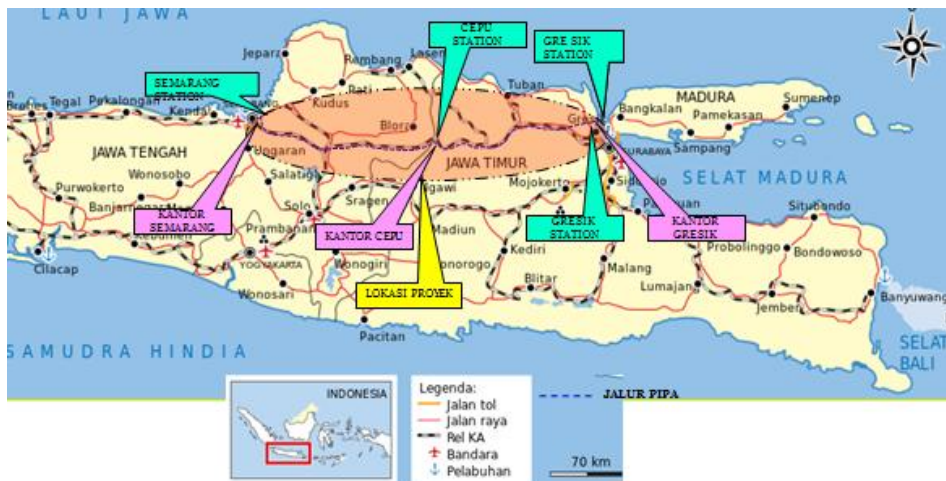 LAUT JAWA
CEPU
STATION
GRE SIK
STATION
Jepara
Rembang
Lasem
SEMARANG
STATION
Pati
Kudus
Tuban
MADURA
Bangkalan
Sumenep
Pamekasan
Sampang
Brebes
Tegal
Pekalongan
Kendal
Blora
SURABAYA
JAWA TENGAH
Ungaran
JAWA TIMUR
SELAT MADURA
Wonosobo
Salatiga
Sragen
Ngawi
Mojokerto
Sidoarjo
Purwokerto
Solo
KANTOR
SEMARANG
KANTOR CEPU
GRESIK
STATION
KANTOR
GRESIK
Situbondo
Prambanan
Madiun
Kediri
Probolinggo
Bondowoso
Cilacap
YOGYAKARTA
Wonogiri
Malang
Wonosari
LOKASI PROYEK
Blitar
Lumajang
Jember
Banyuwangi
Pacitan
SAMUDRA HINDIA
SELAT
BALI
INDONESIA
Legenda:
Jalan tol
Jalan raya
Rel KA
Bandara
Pelabuhan
JALUR PIPA
70 km